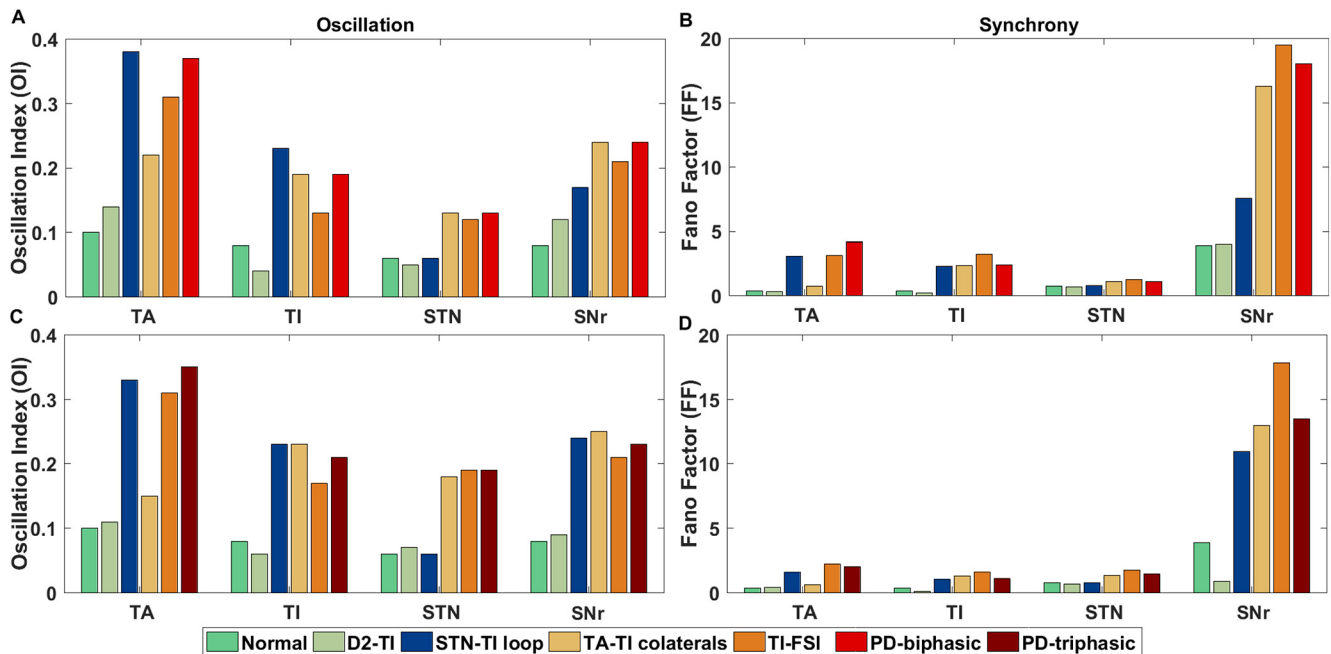 A
Oscillation
Oscillation Index (OI)
0.4
0.3
0.2
0.1
0
TA
TI
STN
SNr
B
Synchrony
Fano Factor (FF)
20
15
10
5
0
TA
TI
STN
SNr
C
Oscillation Index (OI)
0.4
0.3
0.2
0.1
0
TA
TI
STN
SNr
D
Fano Factor (FF)
20
15
10
5
0
TA
TI
STN
SNr
Normal D2-TI STN-TI loop TA-TI colaterals TI-FSI PD-biphasic PD-triphasic